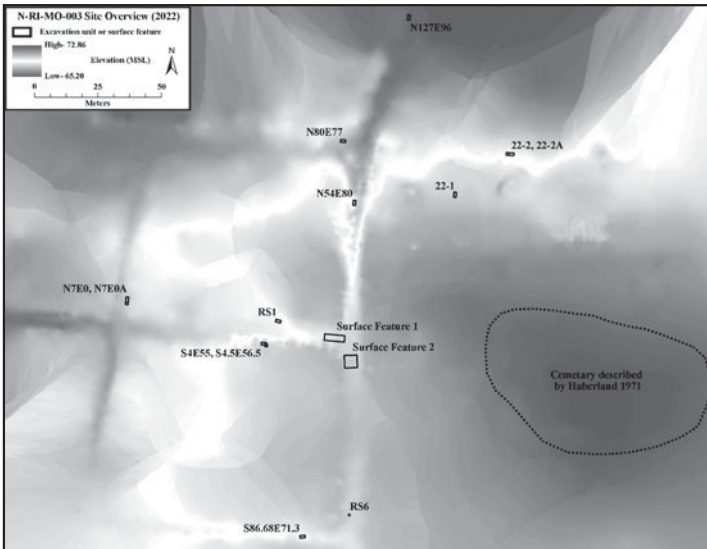 N-RI-MO-003 Site Overview (2022)
Excavation unit or surface feature
High- 72.86
Elevation (MSL)
Low- 65.20
N
0 25 50
Meters
N127E96
N80E77
22-2, 22-2A
22-1
N54E80
N7E0, N7E0A
RS1
Surface Feature 1
S4E55, S4.5E56.5
Surface Feature 2
Cemetary described
by Haberland 1971
RS6
S86.68E71.3